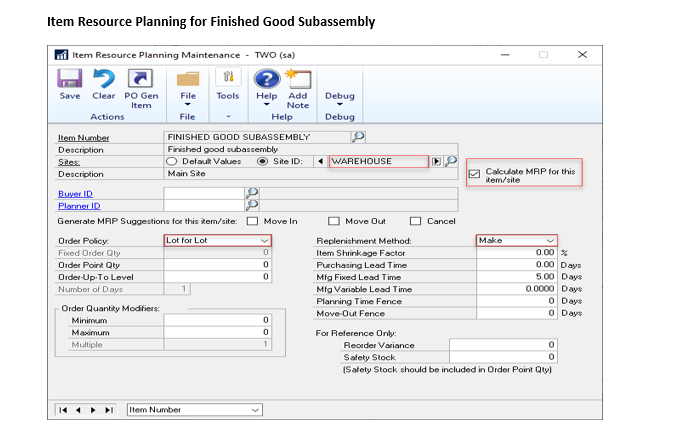 Item Resource Planning for Finished Good Subassembly
Item Resource Planning Maintenance - TWO (sa)
Save Clear PO Gen Item File Tools Help Add Note Debug
Actions File Help Debug
Item Number FINISHED GOOD SUBASSEMBLY
Description Finished good subassembly
Sites: Default Values Site ID: WAREHOUSE
Description Main Site
Calculate MRP for this
item/site
Buyer ID
Planner ID
Generate MRP Suggestions for this item/site: Move In Move Out Cancel
Order Policy: Lot for Lot Replenishment Method: Make
Fixed Order Qty 0 Item Shrinkage Factor 0.00 %
Order Point Qty 0 Purchasing Lead Time 0.00 Days
Order-Up-To Level 0 Mfg Fixed Lead Time 5.00 Days
Number of Days 1 Mfg Variable Lead Time 0.0000 Days
Planning Time Fence 0 Days
Order Quantity Modifiers: Move-Out Fence 0 Days
Minimum 0
Maximum 0 For Reference Only:
Multiple 1 Reorder Variance 0
Safety Stock 0
(Safety Stock should be included in Order Point Qty)
Item Number